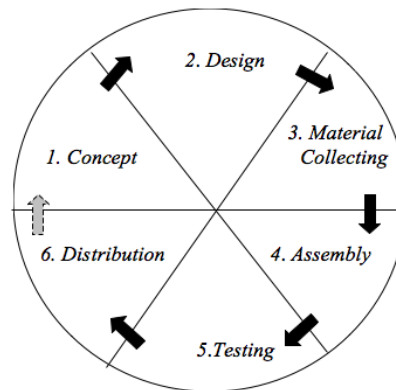 1. Concept
2. Design
3. Material
Collecting
4. Assembly
5.Testing
6. Distribution